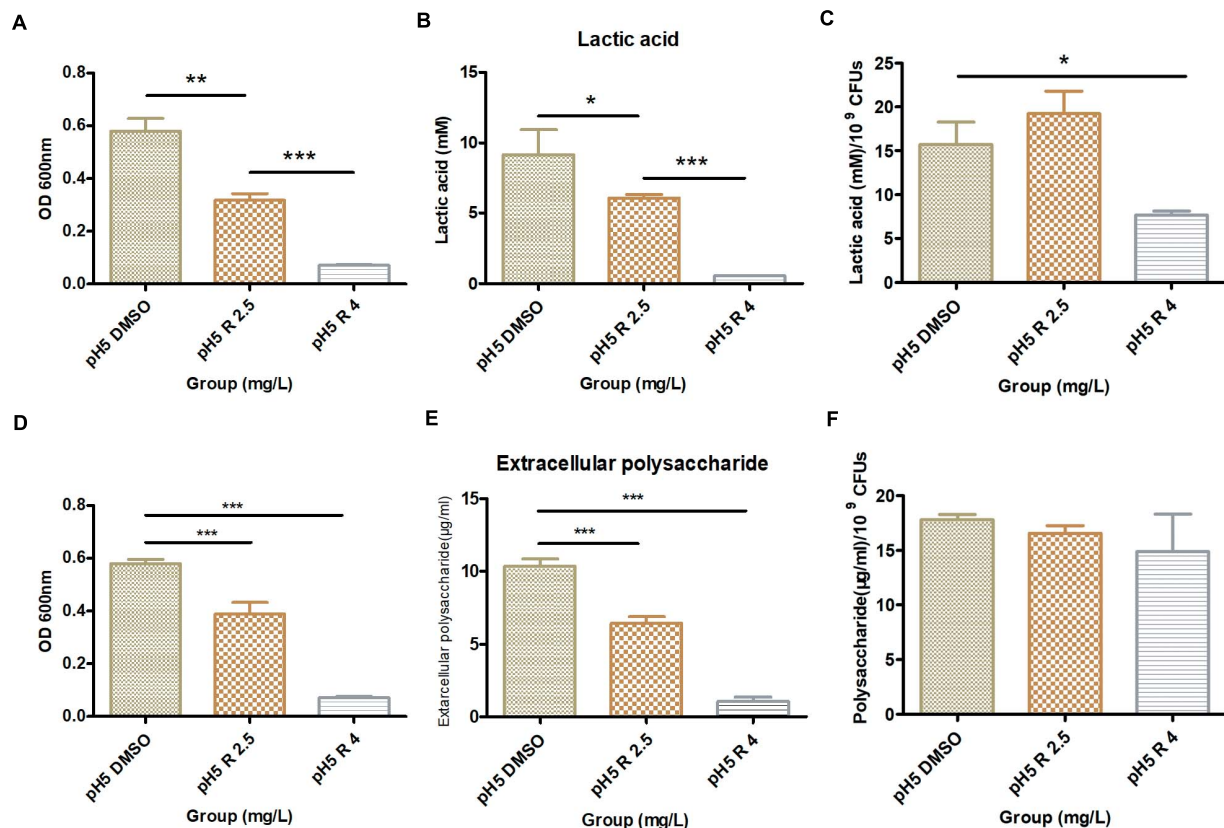 A
OD 600nm
0.8
0.6
0.4
0.2
0.0
**
***
pH5 DMSO
pH5 R 2.5
pH5 R 4
Group (mg/L)
B
Lactic acid
Lactic acid (mM)
15
10
5
0
*
***
pH5 DMSO
pH5 R 2.5
pH5 R 4
Group (mg/L)
C
Lactic acid (mM)/10 9 CFUs
25
20
15
10
5
0
*
pH5 DMSO
pH5 R 2.5
pH5 R 4
Group (mg/L)
D
OD 600nm
0.8
0.6
0.4
0.2
0.0
***
***
pH5 DMSO
pH5 R 2.5
pH5 R 4
Group (mg/L)
E
Extracellular polysaccharide
Extarcellular polysaccharide(µg/ml)
15
10
5
0
***
***
pH5 DMSO
pH5 R 2.5
pH5 R 4
Group (mg/L)
F
Polysaccharide(µg/ml)/10 9 CFUs
20
15
10
5
0
pH5 DMSO
pH5 R 2.5
pH5 R 4
Group (mg/L)